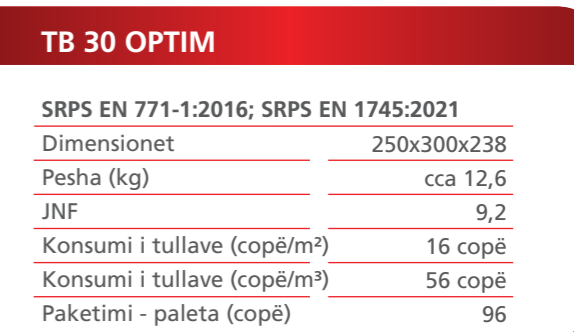 TB 30 OPTIM
SRPS EN 771-1:2016; SRPS EN 1745:2021
Dimensionet 250x300x238
Pesha (kg) cca 12,6
JNF 9,2
Konsumi i tullave (copë/m²) 16 copë
Konsumi i tullave (copë/m³) 56 copë
Paketimi - paleta (copë) 96